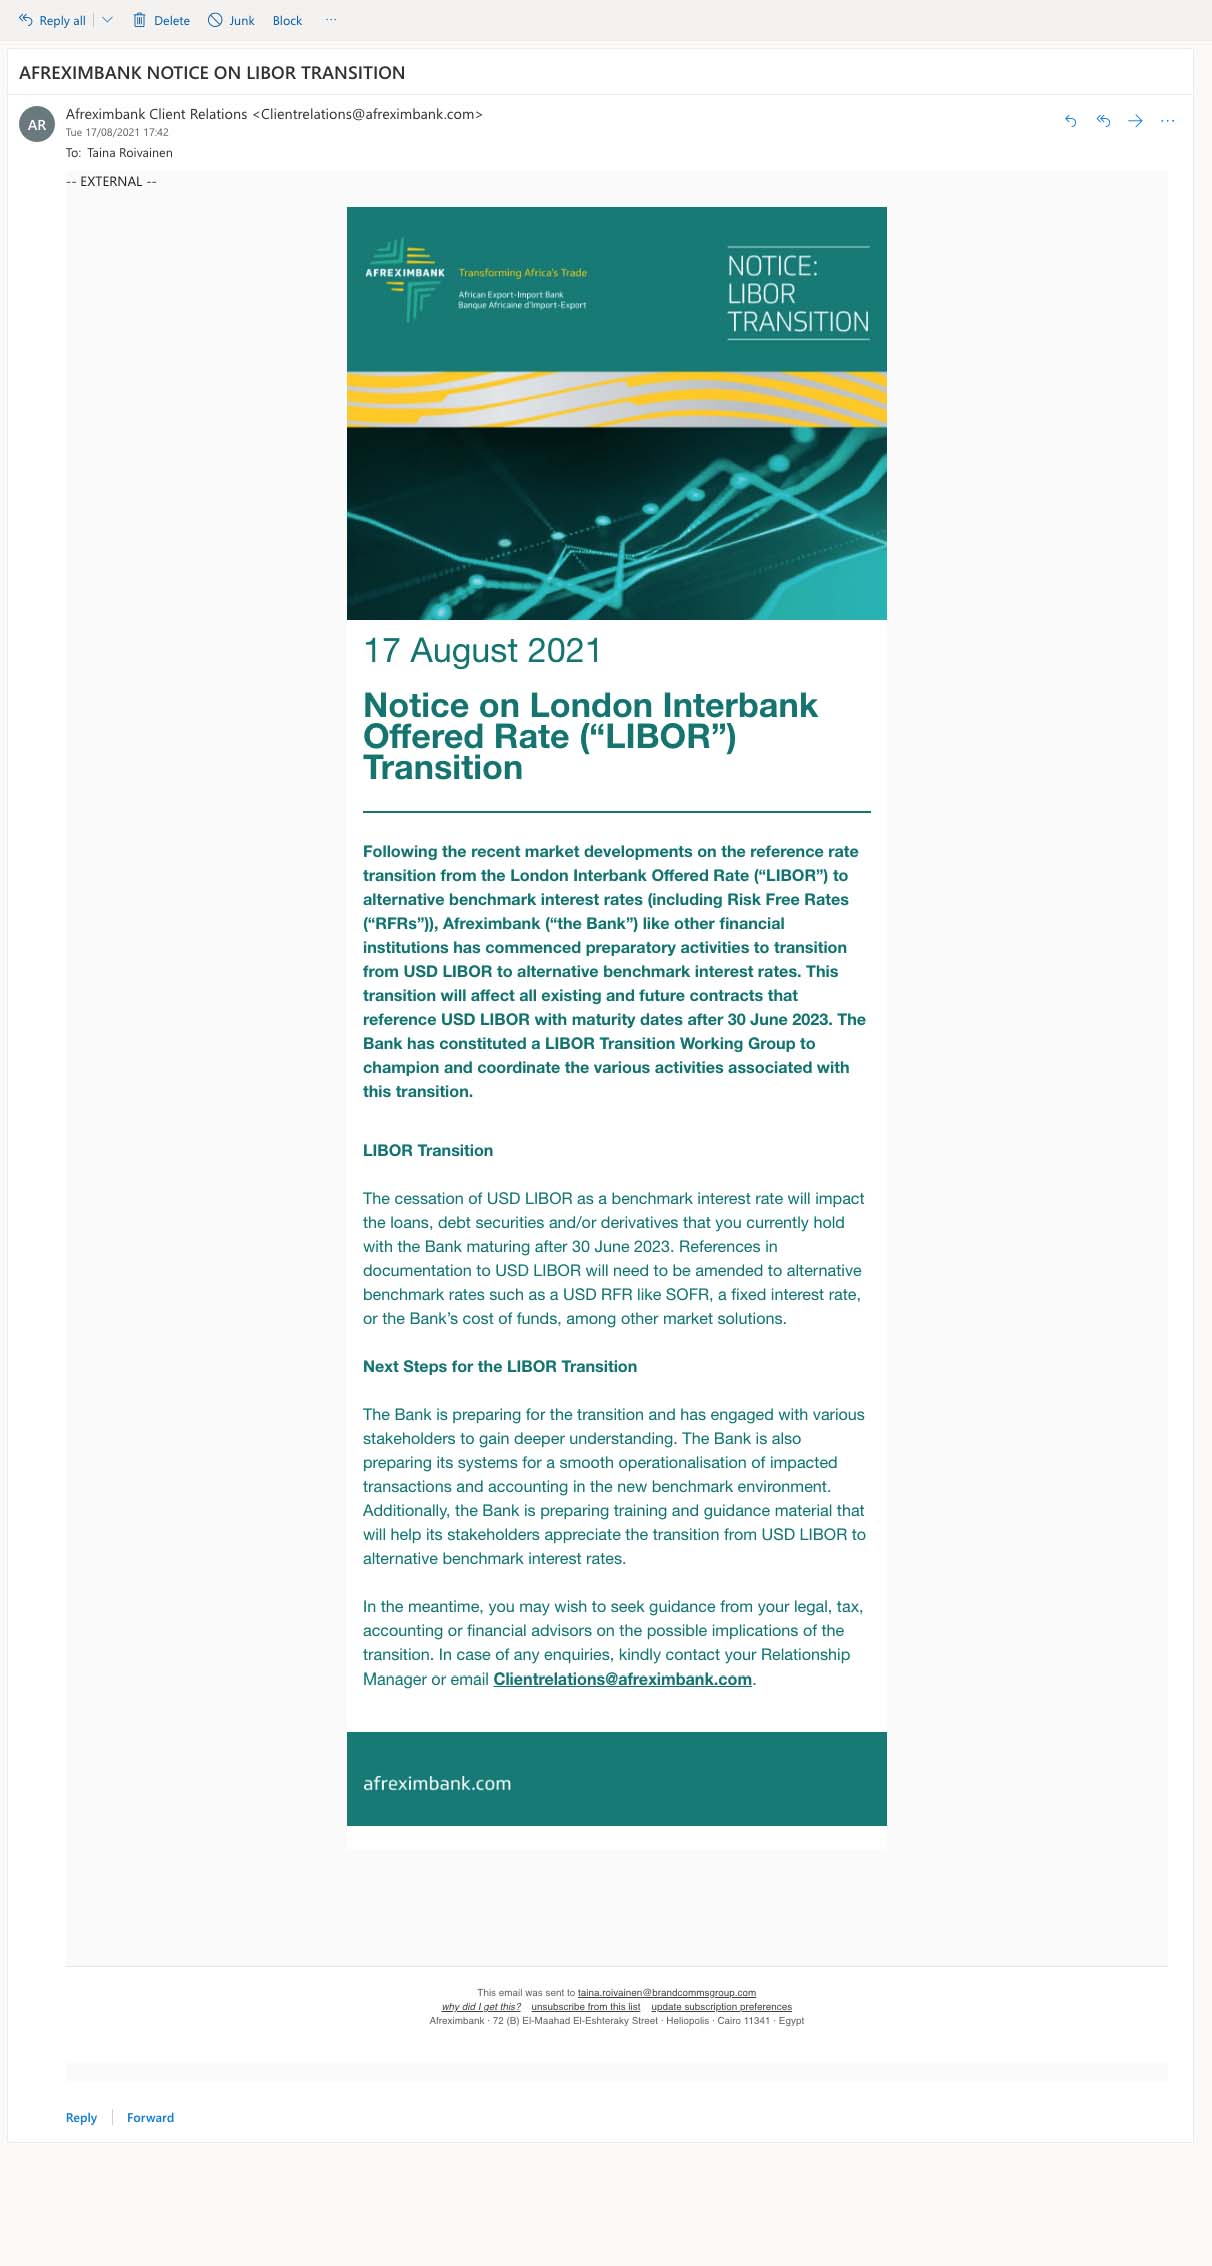 Reply all
Delete
Junk
Block
AFREXIMBANK NOTICE ON LIBOR TRANSITION
AR
Afreximbank Client Relations <Clientrelations@afreximbank.com>
Tue 17/08/2021 17:42
To: Taina Roivainen
-- EXTERNAL --
AFREXIMBANK
Transforming Africa's Trade
African Export-Import Bank
Banque Africaine d'Import-Export
NOTICE:
LIBOR
TRANSITION
17 August 2021
Notice on London Interbank
Offered Rate (“LIBOR”)
Transition
Following the recent market developments on the reference rate
transition from the London Interbank Offered Rate (“LIBOR”) to
alternative benchmark interest rates (including Risk Free Rates
(“RFRs”)), Afreximbank (“the Bank”) like other financial
institutions has commenced preparatory activities to transition
from USD LIBOR to alternative benchmark interest rates. This
transition will affect all existing and future contracts that
reference USD LIBOR with maturity dates after 30 June 2023. The
Bank has constituted a LIBOR Transition Working Group to
champion and coordinate the various activities associated with
this transition.
LIBOR Transition
The cessation of USD LIBOR as a benchmark interest rate will impact
the loans, debt securities and/or derivatives that you currently hold
with the Bank maturing after 30 June 2023. References in
documentation to USD LIBOR will need to be amended to alternative
benchmark rates such as a USD RFR like SOFR, a fixed interest rate,
or the Bank’s cost of funds, among other market solutions.
Next Steps for the LIBOR Transition
The Bank is preparing for the transition and has engaged with various
stakeholders to gain deeper understanding. The Bank is also
preparing its systems for a smooth operationalisation of impacted
transactions and accounting in the new benchmark environment.
Additionally, the Bank is preparing training and guidance material that
will help its stakeholders appreciate the transition from USD LIBOR to
alternative benchmark interest rates.
In the meantime, you may wish to seek guidance from your legal, tax,
accounting or financial advisors on the possible implications of the
transition. In case of any enquiries, kindly contact your Relationship
Manager or email Clientrelations@afreximbank.com.
afreximbank.com
This email was sent to taina.roivainen@brandcommsgroup.com
why did I get this? unsubscribe from this list update subscription preferences
Afreximbank · 72 (B) El-Maahad El-Eshteraky Street · Heliopolis · Cairo 11341 · Egypt
Reply
Forward